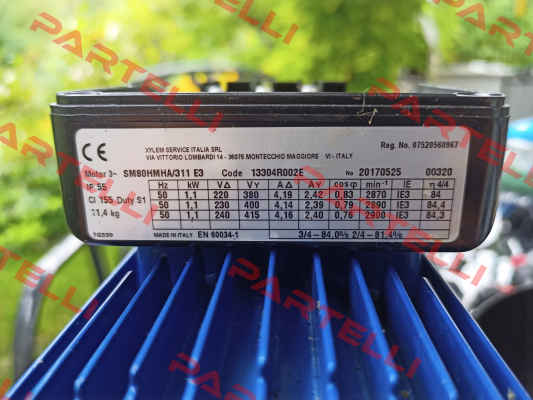 PARTELLI
XYLEM SERVICE ITALIA SRL
VIA VITTORIO LOMBARDI 14 - 36075 MONTECCHIO MAGGIORE VI - ITALY
Reg. No. 07520560967
CE
Motor 3~ SM80HMHA/311 E3 Code 13304R002E No 20170525 00320
IP 55 Hz kW V△ VY A△ AY cosφ min⁻¹ IE η 4/4
Cl 155 Duty S1
11,4 kg
50 1,1 220 380 4,19 2,42 0,83 2870 IE3 84
50 1,1 230 400 4,14 2,39 0,79 2890 IE3 84,4
50 1,1 240 415 4,16 2,40 0,76 2900 IE3 84,3
TG559 MADE IN ITALY EN 60034-1 3/4–84,0% 2/4–81,4%
PARTELLI
PARTELLI
PARTELLI
PARTELLI
PARTELLI